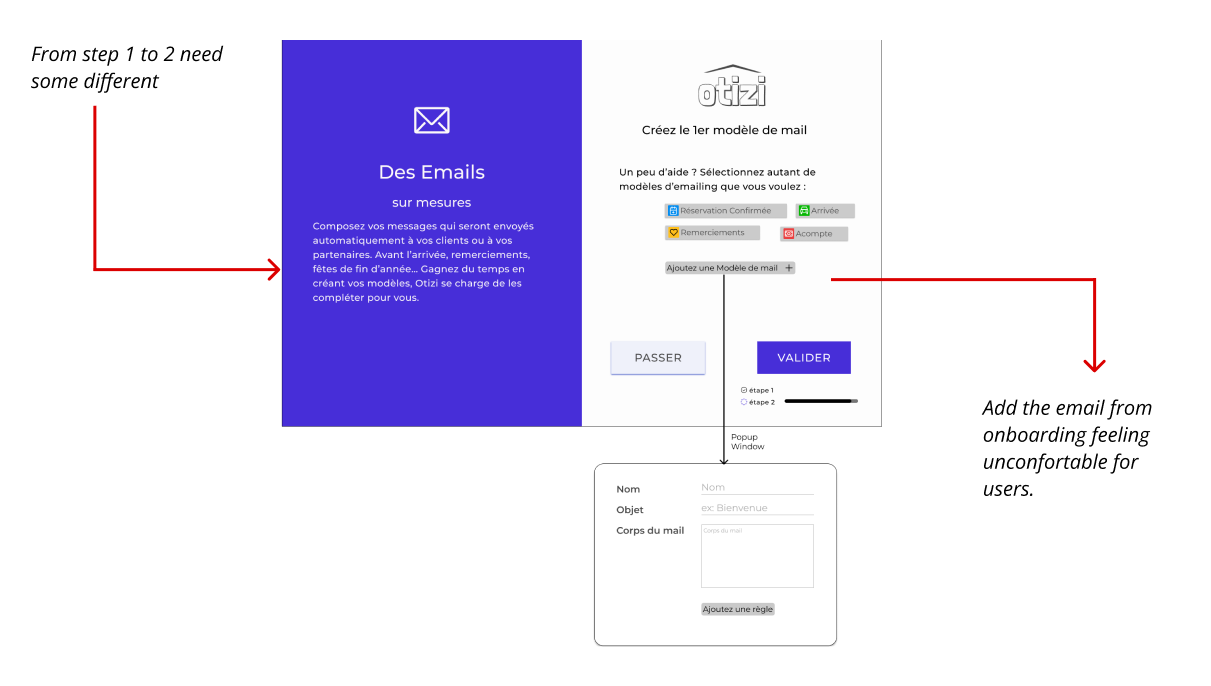 From step 1 to 2 need
some different
Des Emails
sur mesures
Composez vos messages qui seront envoyés
automatiquement à vos clients ou à vos
partenaires. Avant l'arrivée, remerciements,
fêtes de fin d'année... Gagnez du temps en
créant vos modèles, Otizi se charge de les
compléter pour vous.
otizi
Créez le 1er modèle de mail
Un peu d'aide ? Sélectionnez autant de
modèles d'emailing que vous voulez :
Réservation Confirmée
Arrivée
Remerciements
Acompte
Ajoutez une Modèle de mail +
PASSER
VALIDER
étape 1
étape 2
Popup
Window
Add the email from
onboarding feeling
unconfortable for
users.
Nom
Nom
Objet
ex: Bienvenue
Corps du mail
Corps du mail
Ajoutez une règle